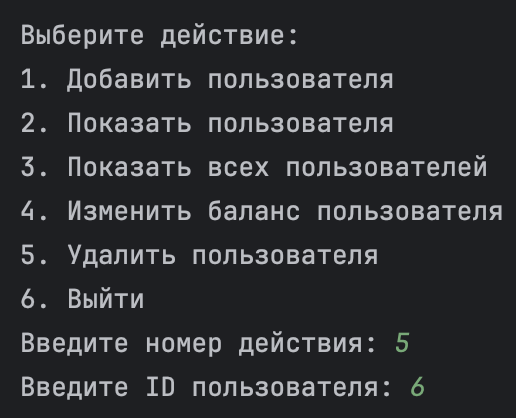 Выберите действие:
1. Добавить пользователя
2. Показать пользователя
3. Показать всех пользователей
4. Изменить баланс пользователя
5. Удалить пользователя
6. Выйти
Введите номер действия: 5
Введите ID пользователя: 6